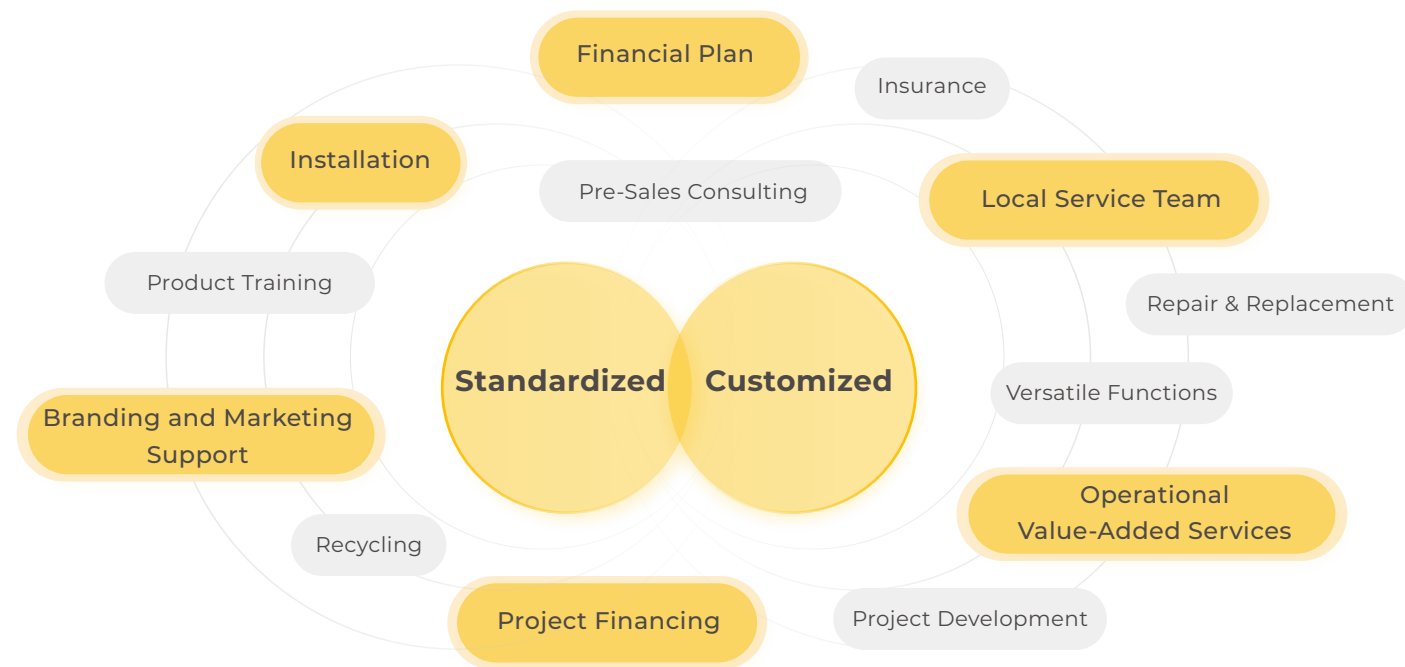 Financial Plan
Insurance
Installation
Pre-Sales Consulting
Local Service Team
Product Training
Repair & Replacement
Standardized
Customized
Versatile Functions
Branding and Marketing
Support
Operational
Value-Added Services
Recycling
Project Financing
Project Development